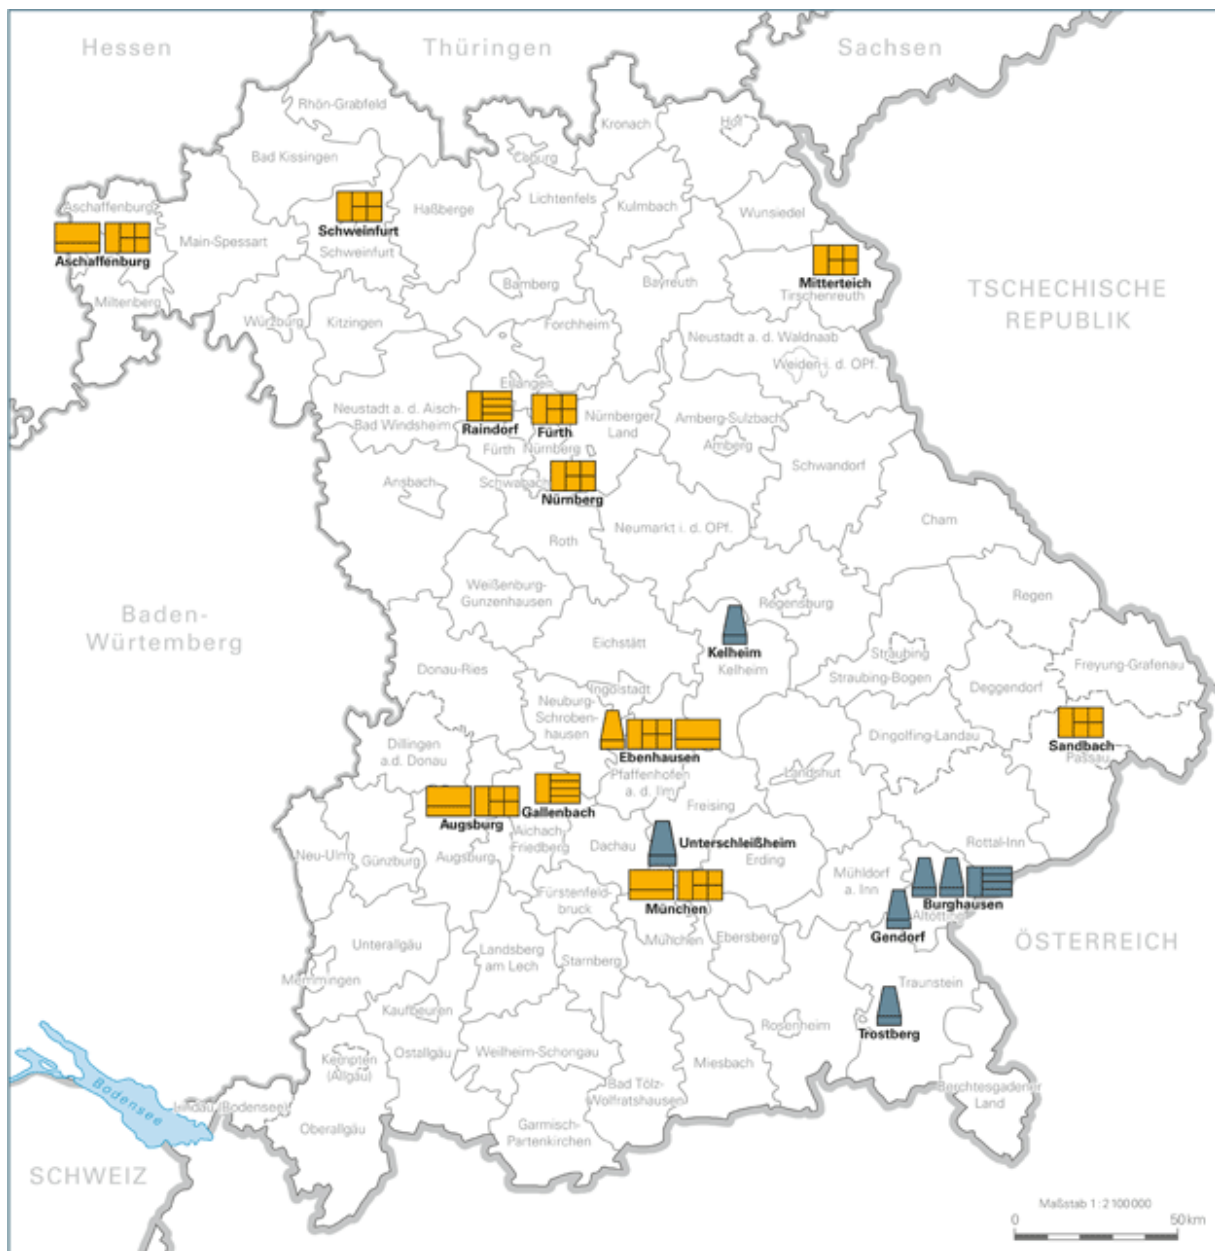 Hessen
Thüringen
Sachsen
Rhön-Grabfeld
Kronach
Hof
Bad Kissingen
Coburg
Aschaffenburg
Lichtenfels
Kulmbach
Wunsiedel
Haßberge
Schweinfurt
Main-Spessart
Schweinfurt
Aschaffenburg
Mitterteich
Bayreuth
Bamberg
Tirschenreuth
TSCHECHISCHE
REPUBLIK
Miltenberg
Würzburg
Kitzingen
Forchheim
Neustadt a. d. Waldnaab
Weiden i. d. OPf.
Erlangen
Neustadt a. d. Aisch-
Bad Windsheim
Raindorf
Fürth
Nürnberger
Land
Amberg-Sulzbach
Amberg
Fürth
Nürnberg
Schwandorf
Ansbach
Schwabach
Nürnberg
Neumarkt i. d. OPf.
Cham
Roth
Weißenburg-
Gunzenhausen
Regensburg
Regen
Baden-
Würtemberg
Eichstätt
Kelheim
Kelheim
Straubing
Straubing-Bogen
Freyung-Grafenau
Donau-Ries
Deggendorf
Ingolstadt
Neuburg-
Schroben-
hausen
Dillingen
a.d. Donau
Ebenhausen
Dingolfing-Landau
Sandbach
Passau
Pfaffenhofen
a. d. Ilm
Landshut
Freising
Augsburg
Gallenbach
Aichach-
Friedberg
Dachau
Unterschleißheim
Erding
Rottal-Inn
Neu-Ulm
Günzburg
Augsburg
Mühldorf
a. Inn
Fürstenfeld-
bruck
München
Burghausen
Altötting
Gendorf
ÖSTERREICH
Unterallgäu
Landsberg
am Lech
Starnberg
München
Ebersberg
Memmingen
Traunstein
Kaufbeuren
Rosenheim
Trostberg
Kempten
(Allgäu)
Ostallgäu
Weilheim-Schongau
Miesbach
Bad Tölz-
Wolfratshausen
Berchtesgadener
Land
Bodensee
Lindau (Bodensee)
Oberallgäu
Garmisch-
Partenkirchen
SCHWEIZ
Maßstab 1 : 2 100 000
0 50 km